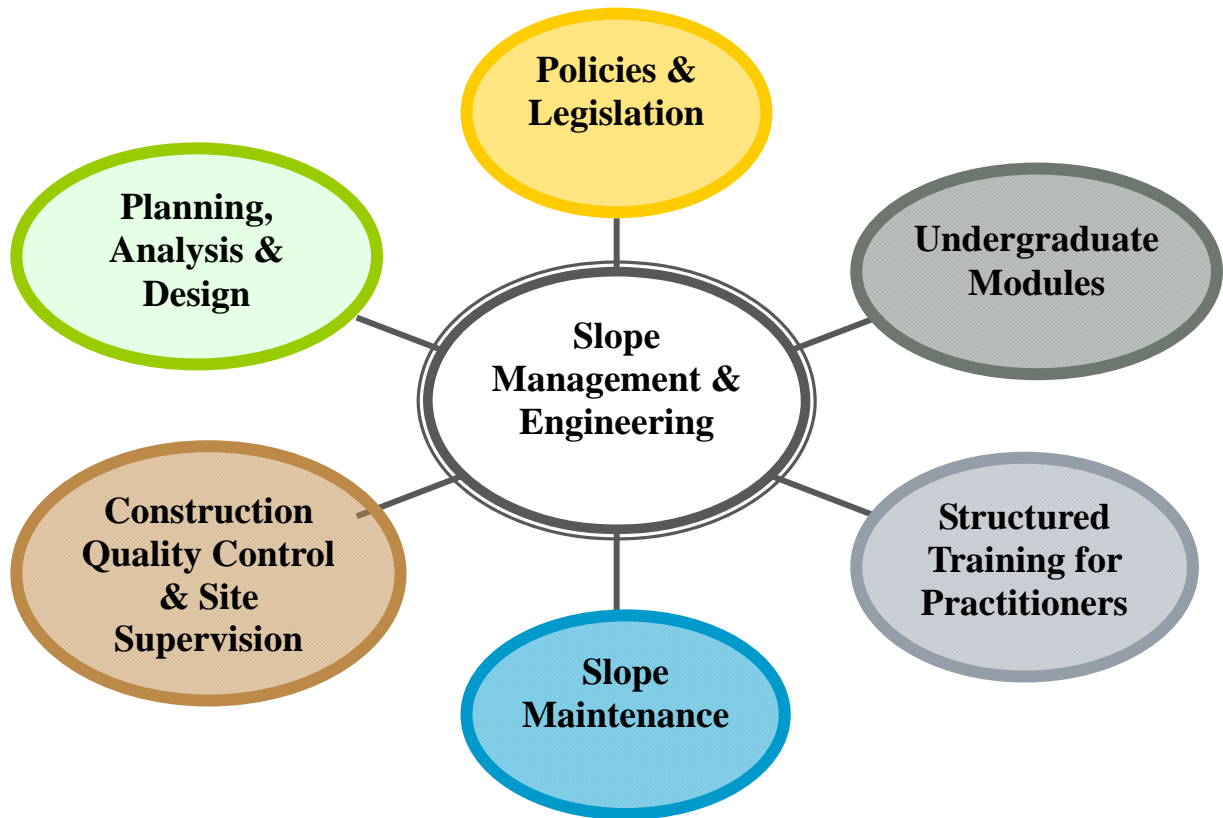 Policies &
Legislation
Planning,
Analysis &
Design
Undergraduate
Modules
Slope
Management &
Engineering
Construction
Quality Control
& Site
Supervision
Structured
Training for
Practitioners
Slope
Maintenance